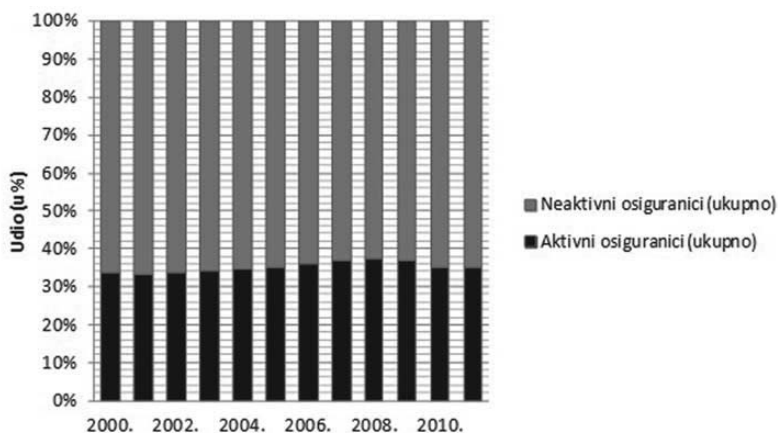 100%
90%
80%
70%
60%
50%
40%
30%
20%
10%
0%
Udio (u %)
2000. 2002. 2004. 2006. 2008. 2010.
Neaktivni osiguranici (ukupno)
Aktivni osiguranici (ukupno)